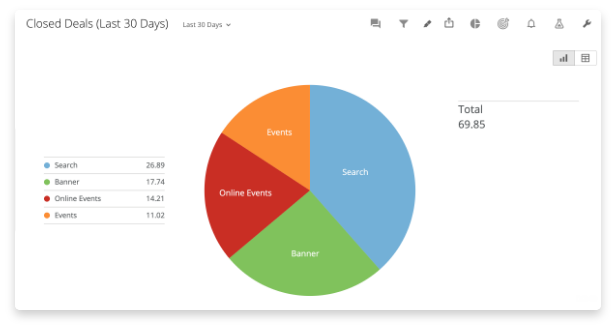 Closed Deals (Last 30 Days) Last 30 Days
Total
69.85
Search 26.89
Banner 17.74
Online Events 14.21
Events 11.02
Events
Search
Online Events
Banner